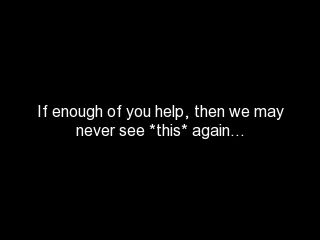 If enough of you help, then we may
never see *this* again...